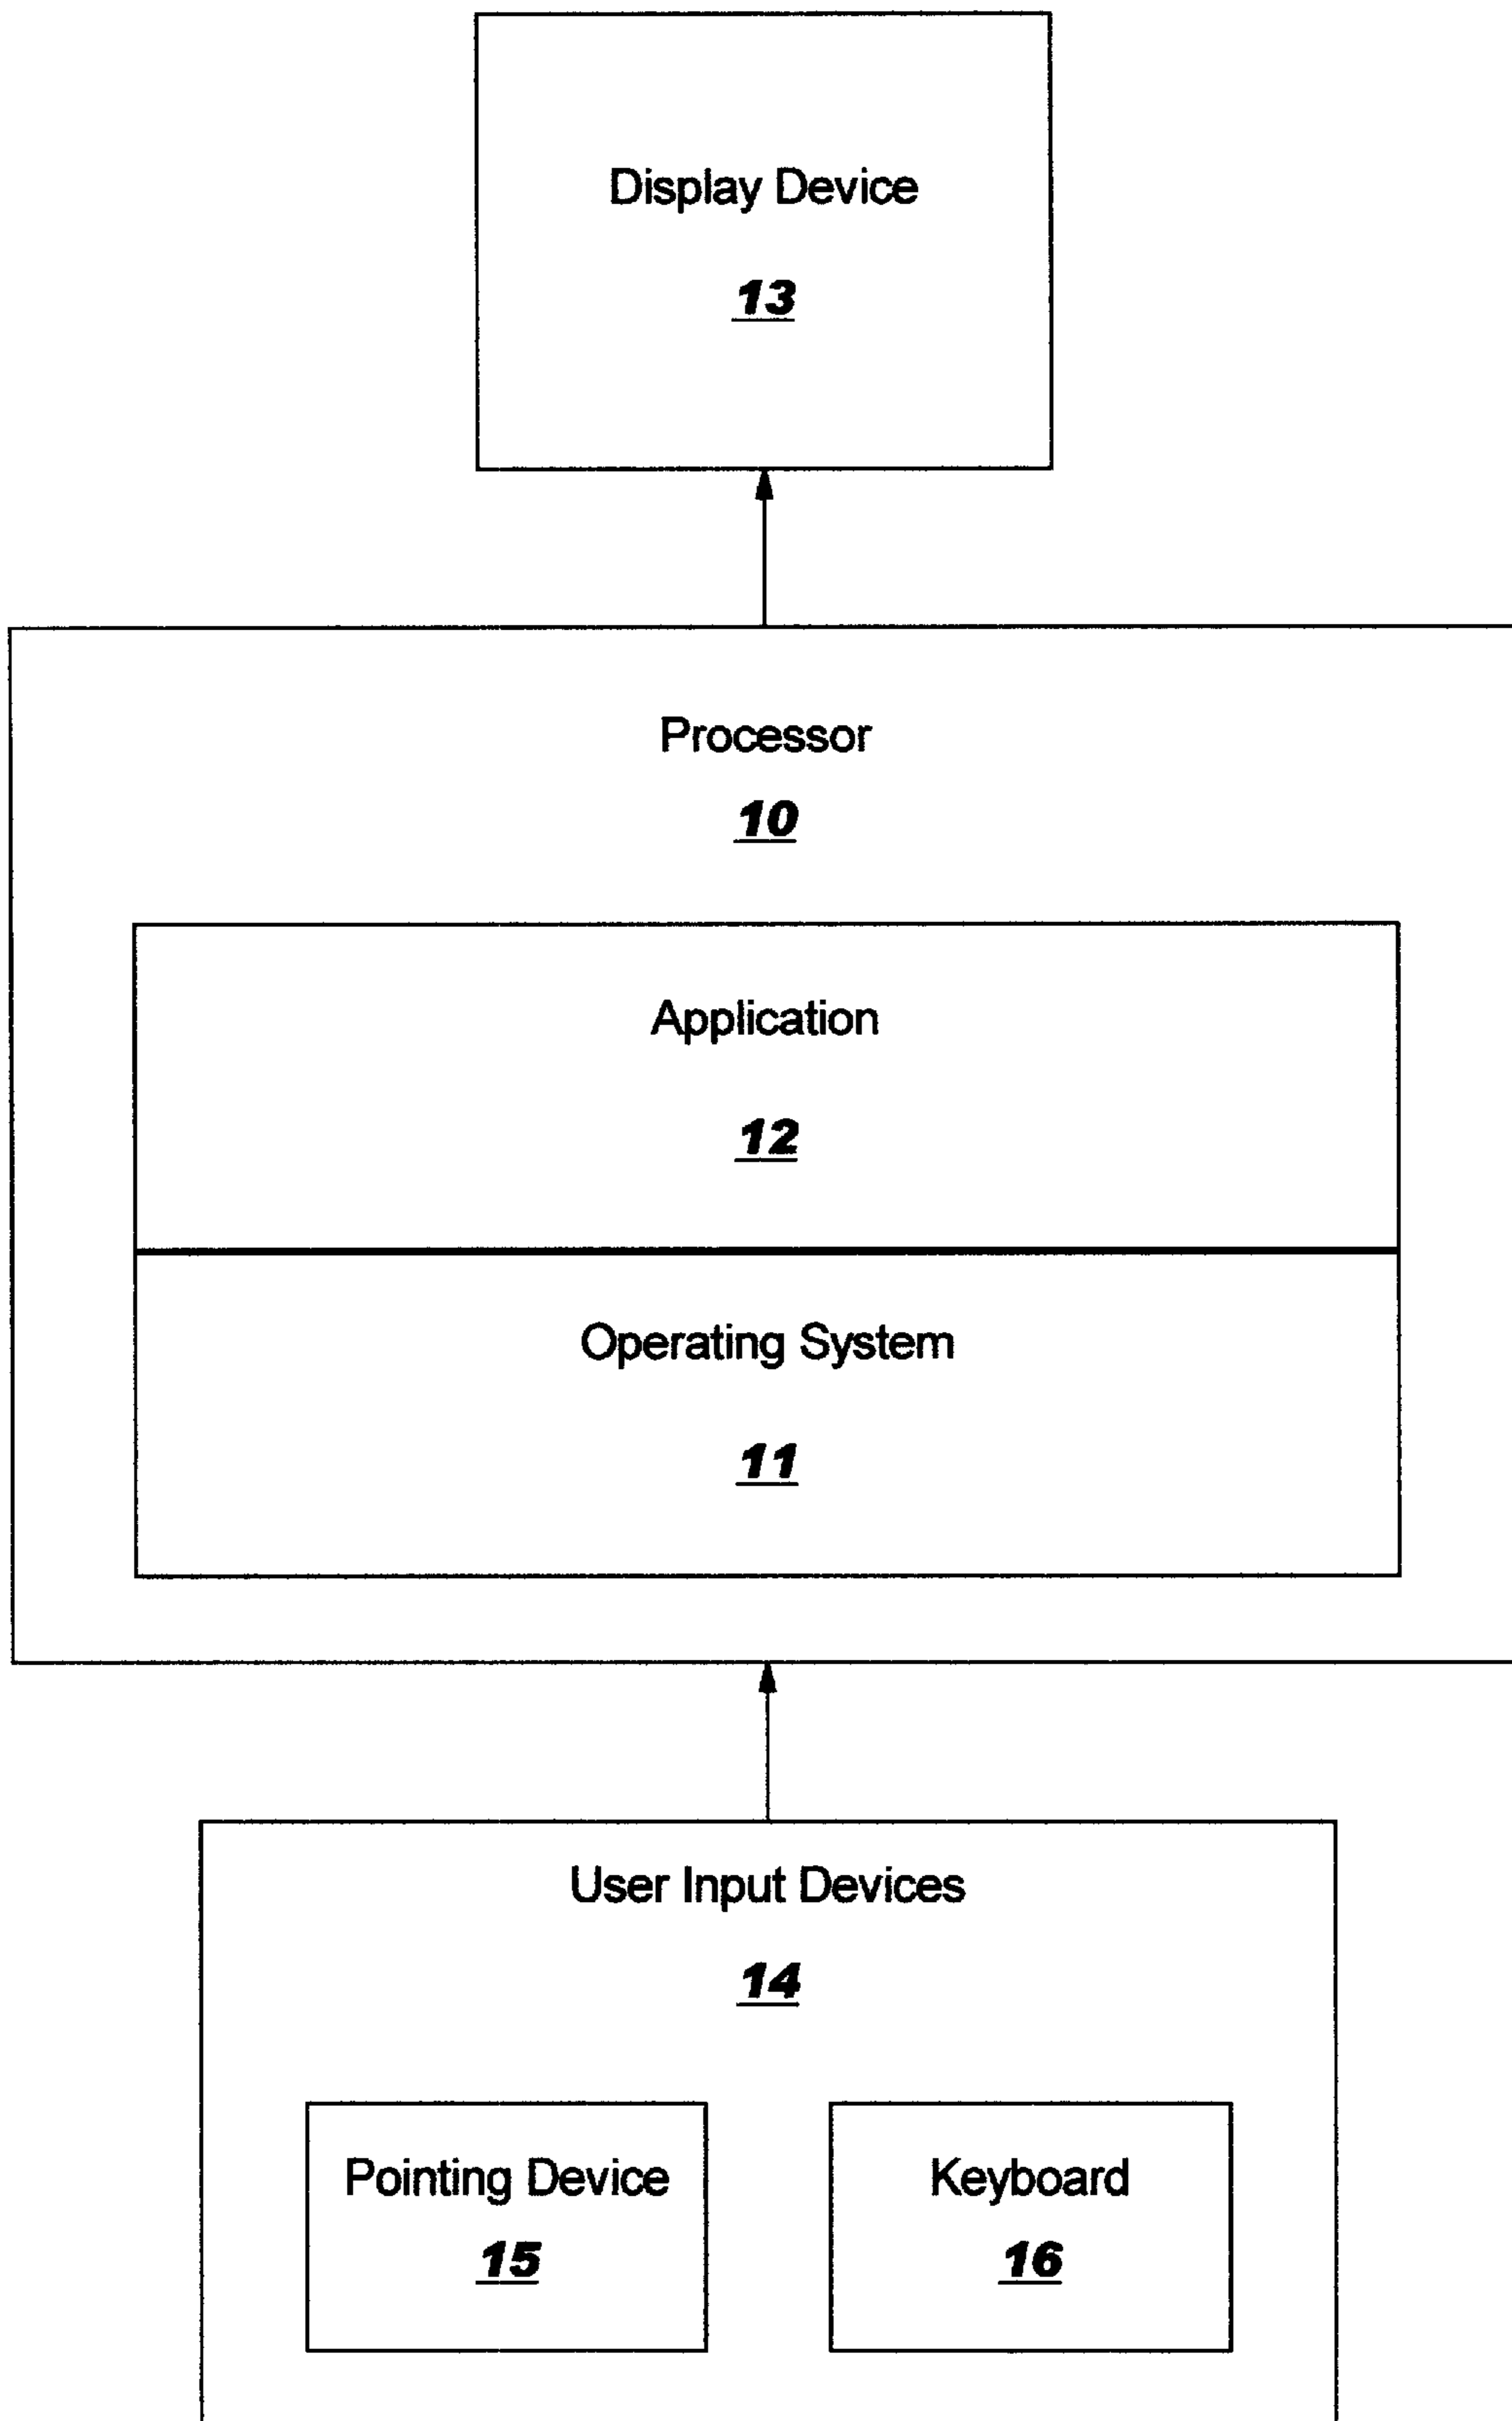 Display Device
13
Processor
10
Application
12
Operating System
11
User Input Devices
14
Pointing Device
15
Keyboard
16